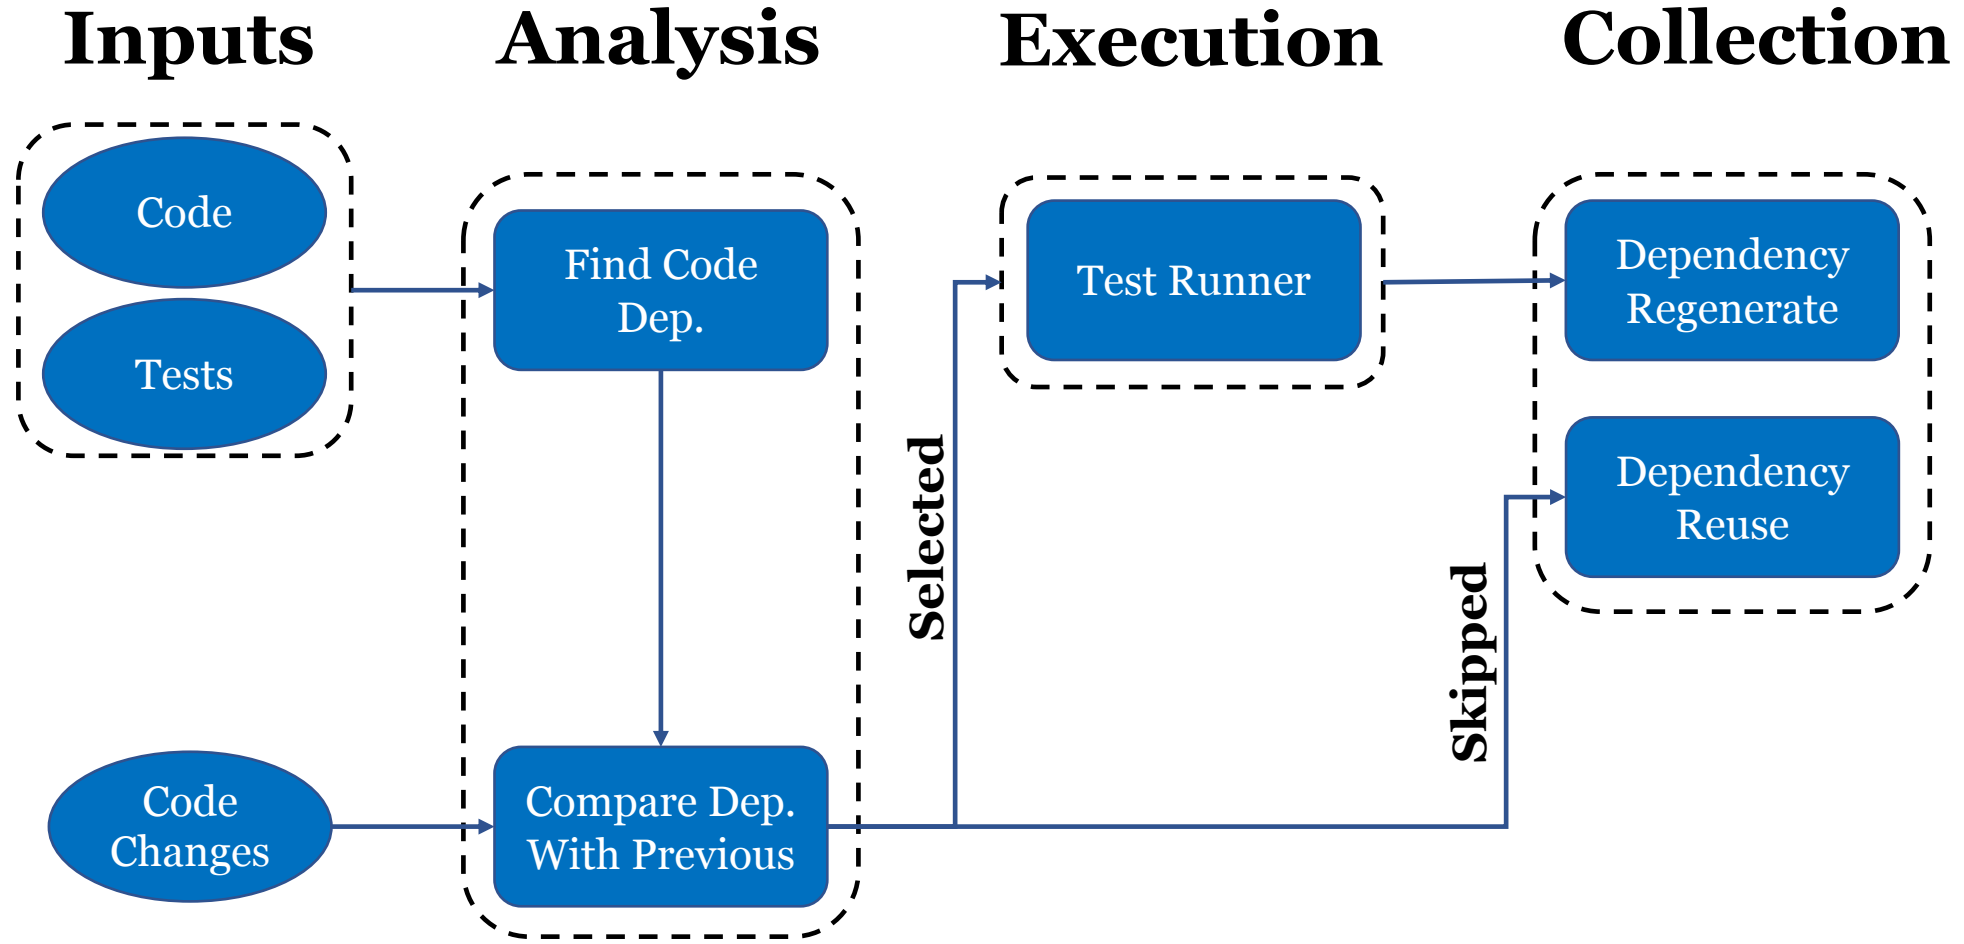 Inputs
Analysis
Execution
Collection
Code
Tests
Code
Changes
Find Code
Dep.
Compare Dep.
With Previous
Selected
Test Runner
Skipped
Dependency
Regenerate
Dependency
Reuse